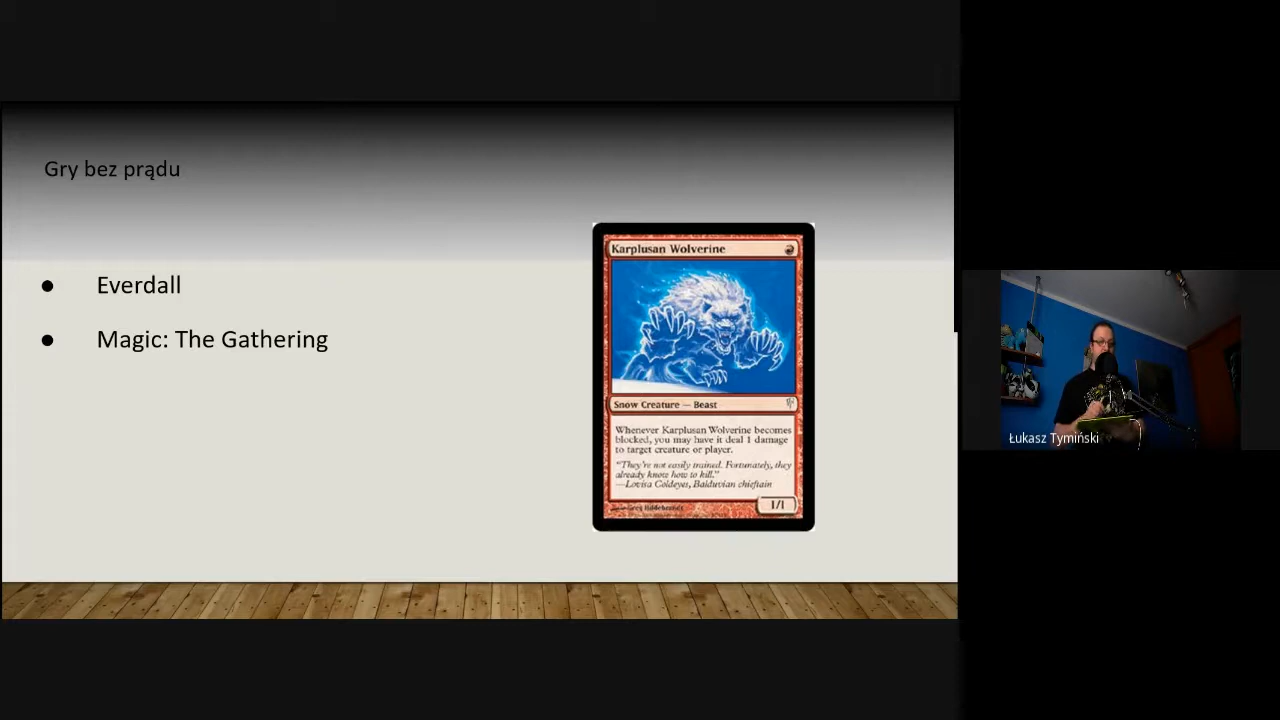 Gry bez prądu
● Everdall
● Magic: The Gathering
Karplusan Wolverine
Snow Creature — Beast
Whenever Karplusan Wolverine becomes
blocked, you may have it deal 1 damage
to target creature or player.
"They're not easily trained. Fortunately, they
already know how to kill."
—Lovisa Coldeyes, Balduvian chieftain
Greg Hildebrandt
1/1
Łukasz Tymiński